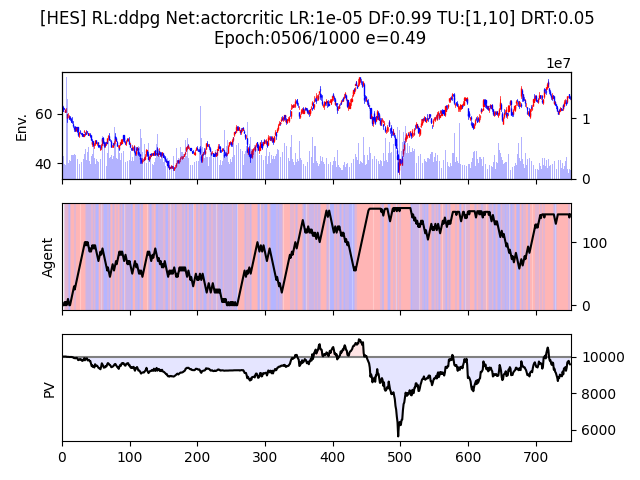 [HES] RL:ddpg Net:actorcritic LR:1e-05 DF:0.99 TU:[1,10] DRT:0.05
Epoch:0506/1000 e=0.49
1e7
Env.
60
40
1
0
Agent
100
0
PV
10000
8000
6000
0 100 200 300 400 500 600 700